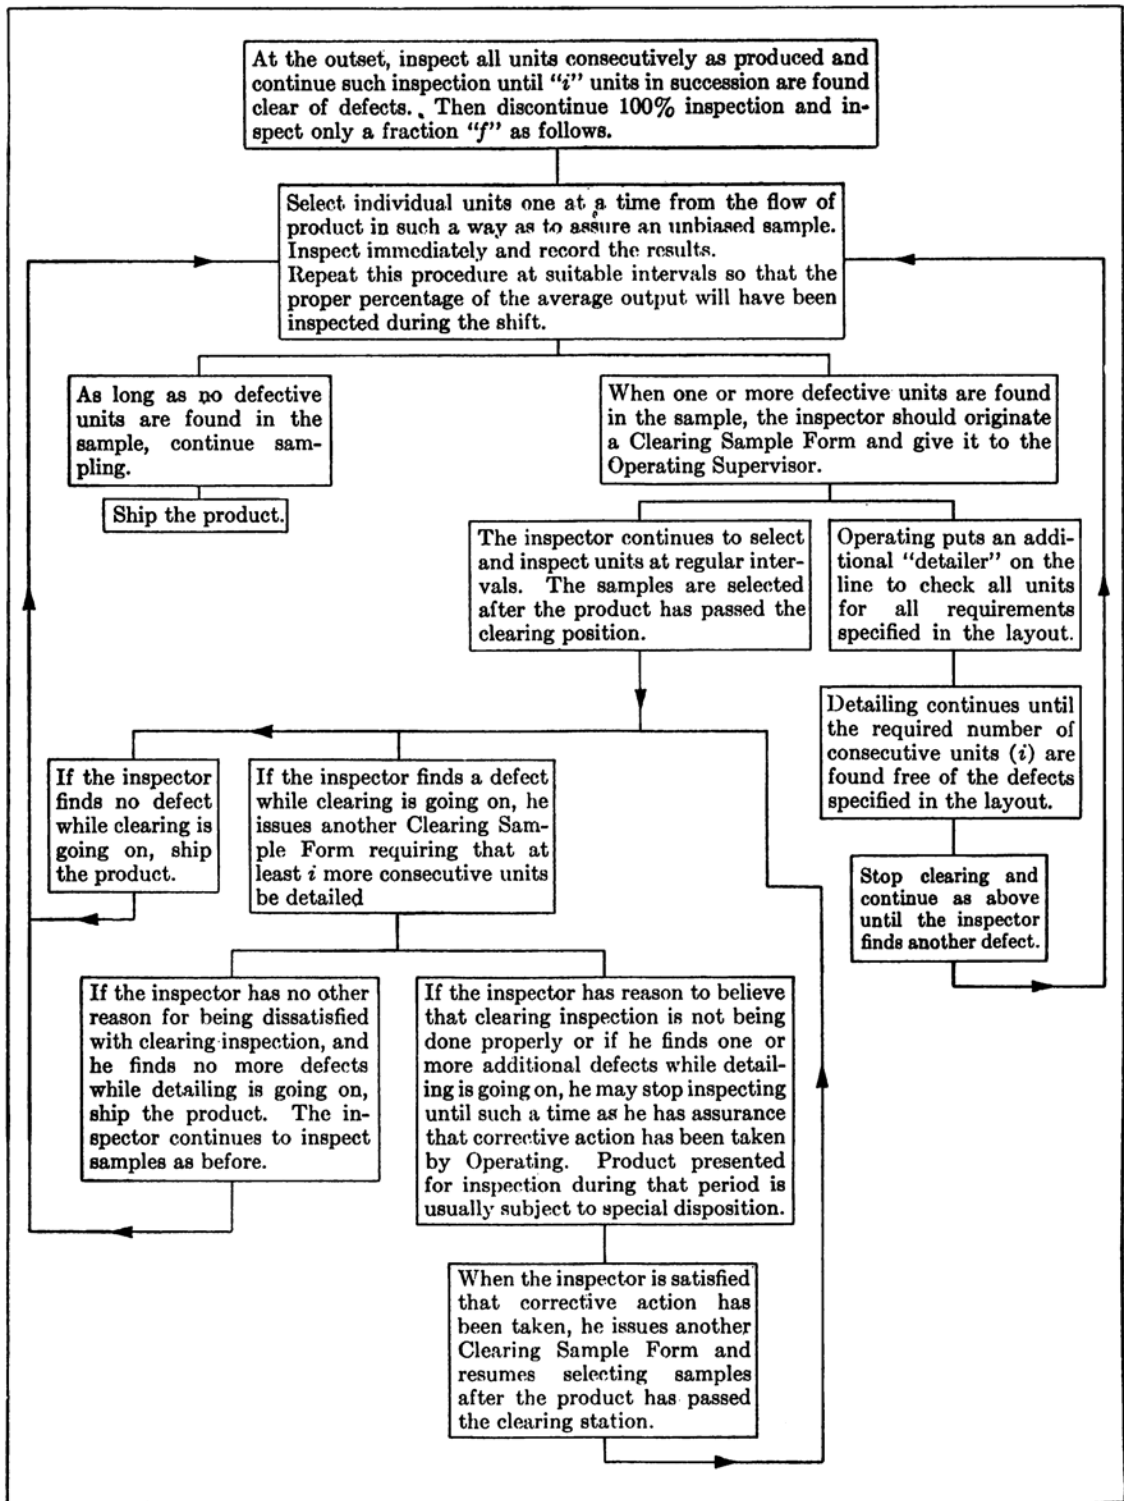 At the outset, inspect all units consecutively as produced and
continue such inspection until “i” units in succession are found
clear of defects. Then discontinue 100% inspection and in-
spect only a fraction “f” as follows.
Select individual units one at a time from the flow of
product in such a way as to assure an unbiased sample.
Inspect immediately and record the results.
Repeat this procedure at suitable intervals so that the
proper percentage of the average output will have been
inspected during the shift.
As long as no defective
units are found in the
sample, continue sam-
pling.
Ship the product.
When one or more defective units are found
in the sample, the inspector should originate
a Clearing Sample Form and give it to the
Operating Supervisor.
The inspector continues to select
and inspect units at regular inter-
vals. The samples are selected
after the product has passed the
clearing position.
Operating puts an addi-
tional “detailer” on the
line to check all units
for all requirements
specified in the layout.
Detailing continues until
the required number of
consecutive units (i) are
found free of the defects
specified in the layout.
Stop clearing and
continue as above
until the inspector
finds another defect.
If the inspector
finds no defect
while clearing is
going on, ship
the product.
If the inspector finds a defect
while clearing is going on, he
issues another Clearing Sam-
ple Form requiring that at
least i more consecutive units
be detailed
If the inspector has no other
reason for being dissatisfied
with clearing inspection, and
he finds no more defects
while detailing is going on,
ship the product. The in-
spector continues to inspect
samples as before.
If the inspector has reason to believe
that clearing inspection is not being
done properly or if he finds one or
more additional defects while detail-
ing is going on, he may stop inspecting
until such a time as he has assurance
that corrective action has been taken
by Operating. Product presented
for inspection during that period is
usually subject to special disposition.
When the inspector is satisfied
that corrective action has
been taken, he issues another
Clearing Sample Form and
resumes selecting samples
after the product has passed
the clearing station.